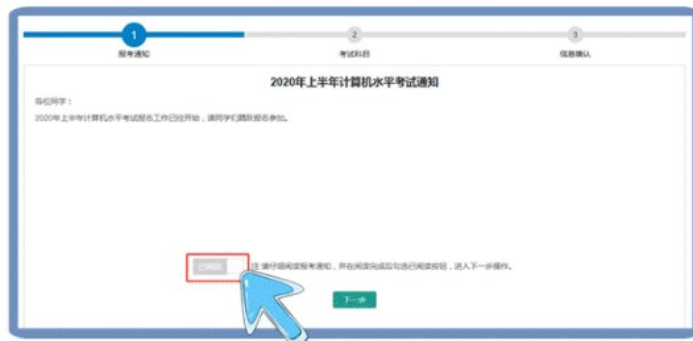 1
2
3
报考通知
考试科目
信息确认
2020年上半年计算机水平考试通知
各位同学：
2020年上半年计算机水平考试报名工作已经开始，请同学们踊跃报名参加。
已阅读
注:请仔细阅读报考通知，并在阅读完成后勾选已阅读按钮，进入下一步操作。
下一步